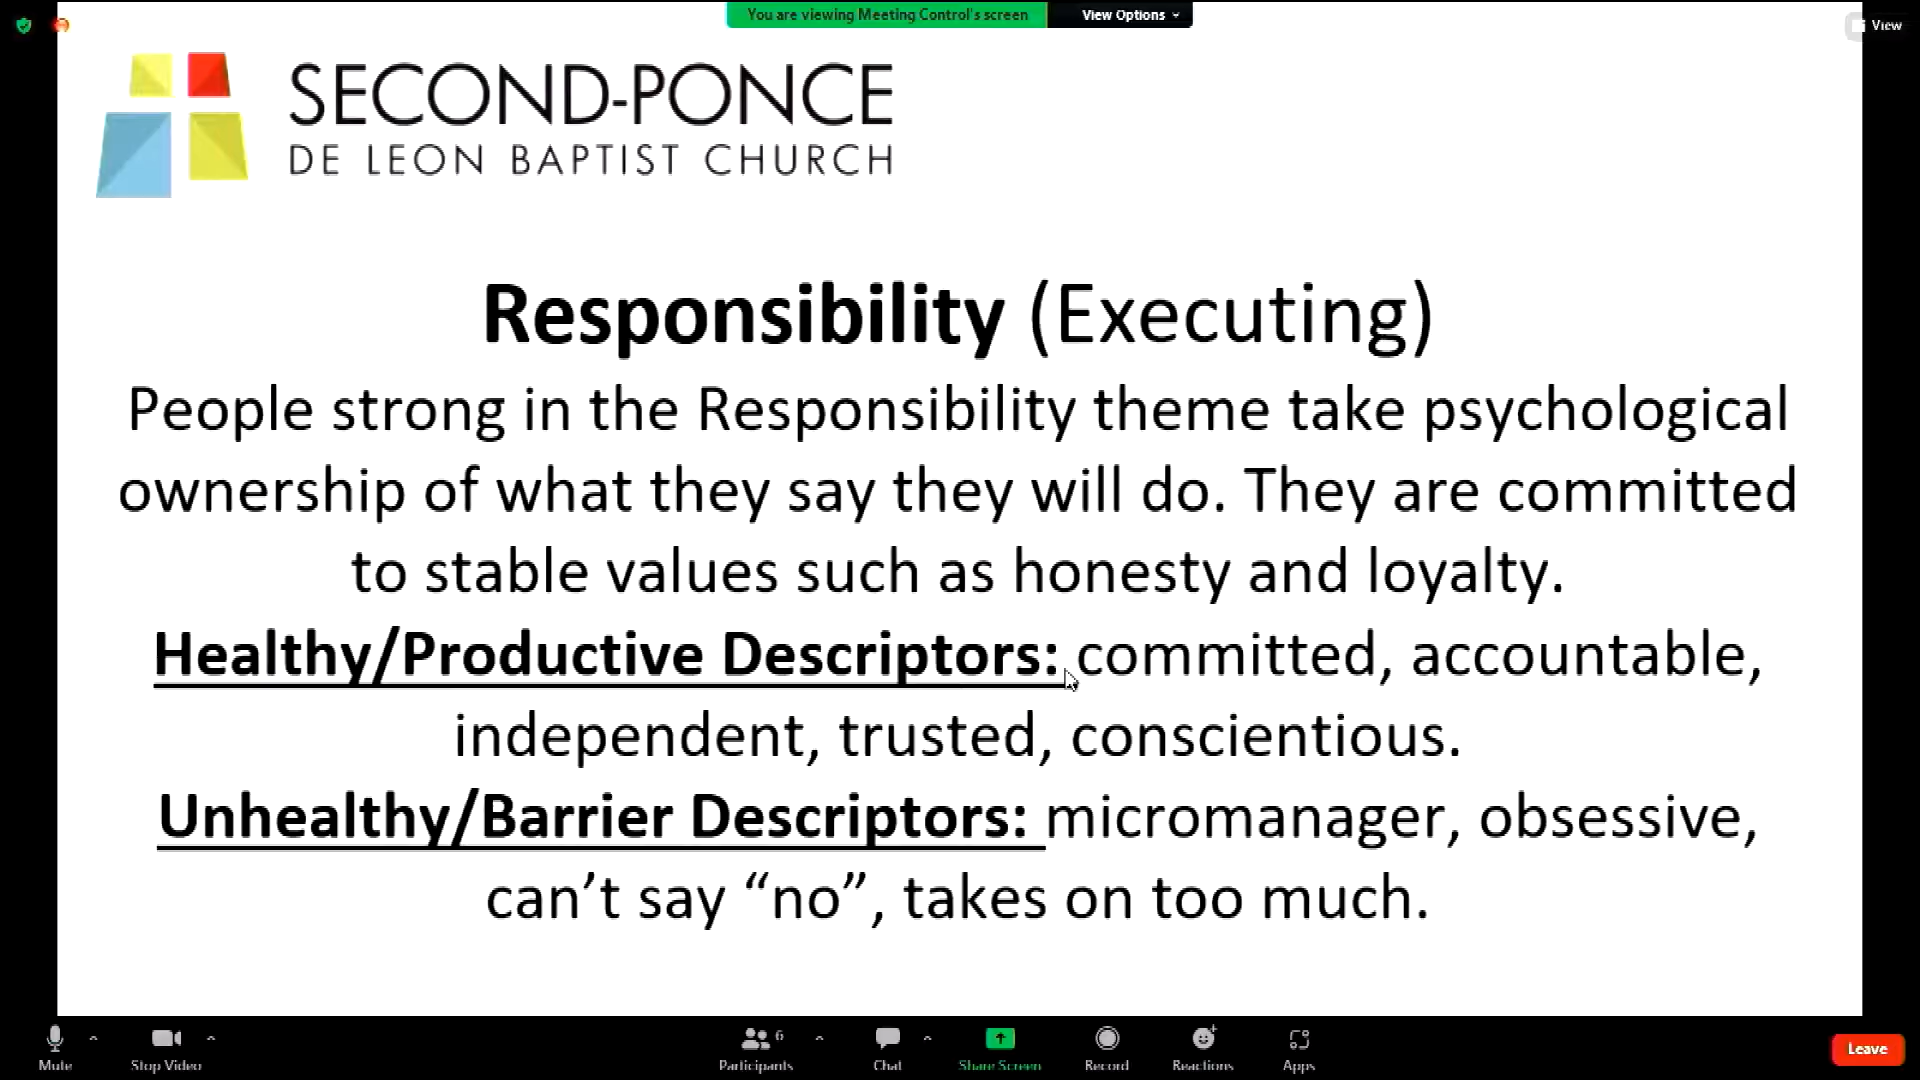 You are viewing Meeting Control's screen
View Options
View
SECOND-PONCE
DE LEON BAPTIST CHURCH
Responsibility (Executing)
People strong in the Responsibility theme take psychological
ownership of what they say they will do. They are committed
to stable values such as honesty and loyalty.
Healthy/Productive Descriptors: committed, accountable,
independent, trusted, conscientious.
Unhealthy/Barrier Descriptors: micromanager, obsessive,
can’t say “no”, takes on too much.
6
Mute
Stop Video
Participants
Chat
Share Screen
Record
Reactions
Apps
Leave